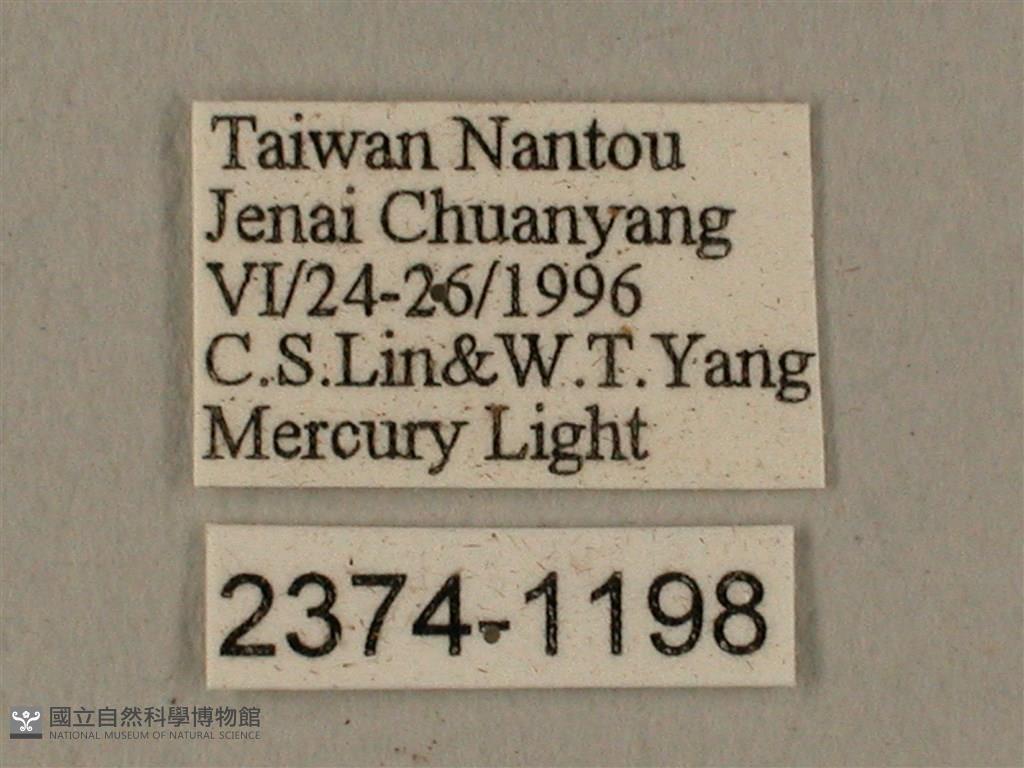 Taiwan Nantou
Jenai Chuanyang
VI/24-26/1996
C.S.Lin&W.T.Yang
Mercury Light
2374-1198
國立自然科學博物館
NATIONAL MUSEUM OF NATURAL SCIENCE